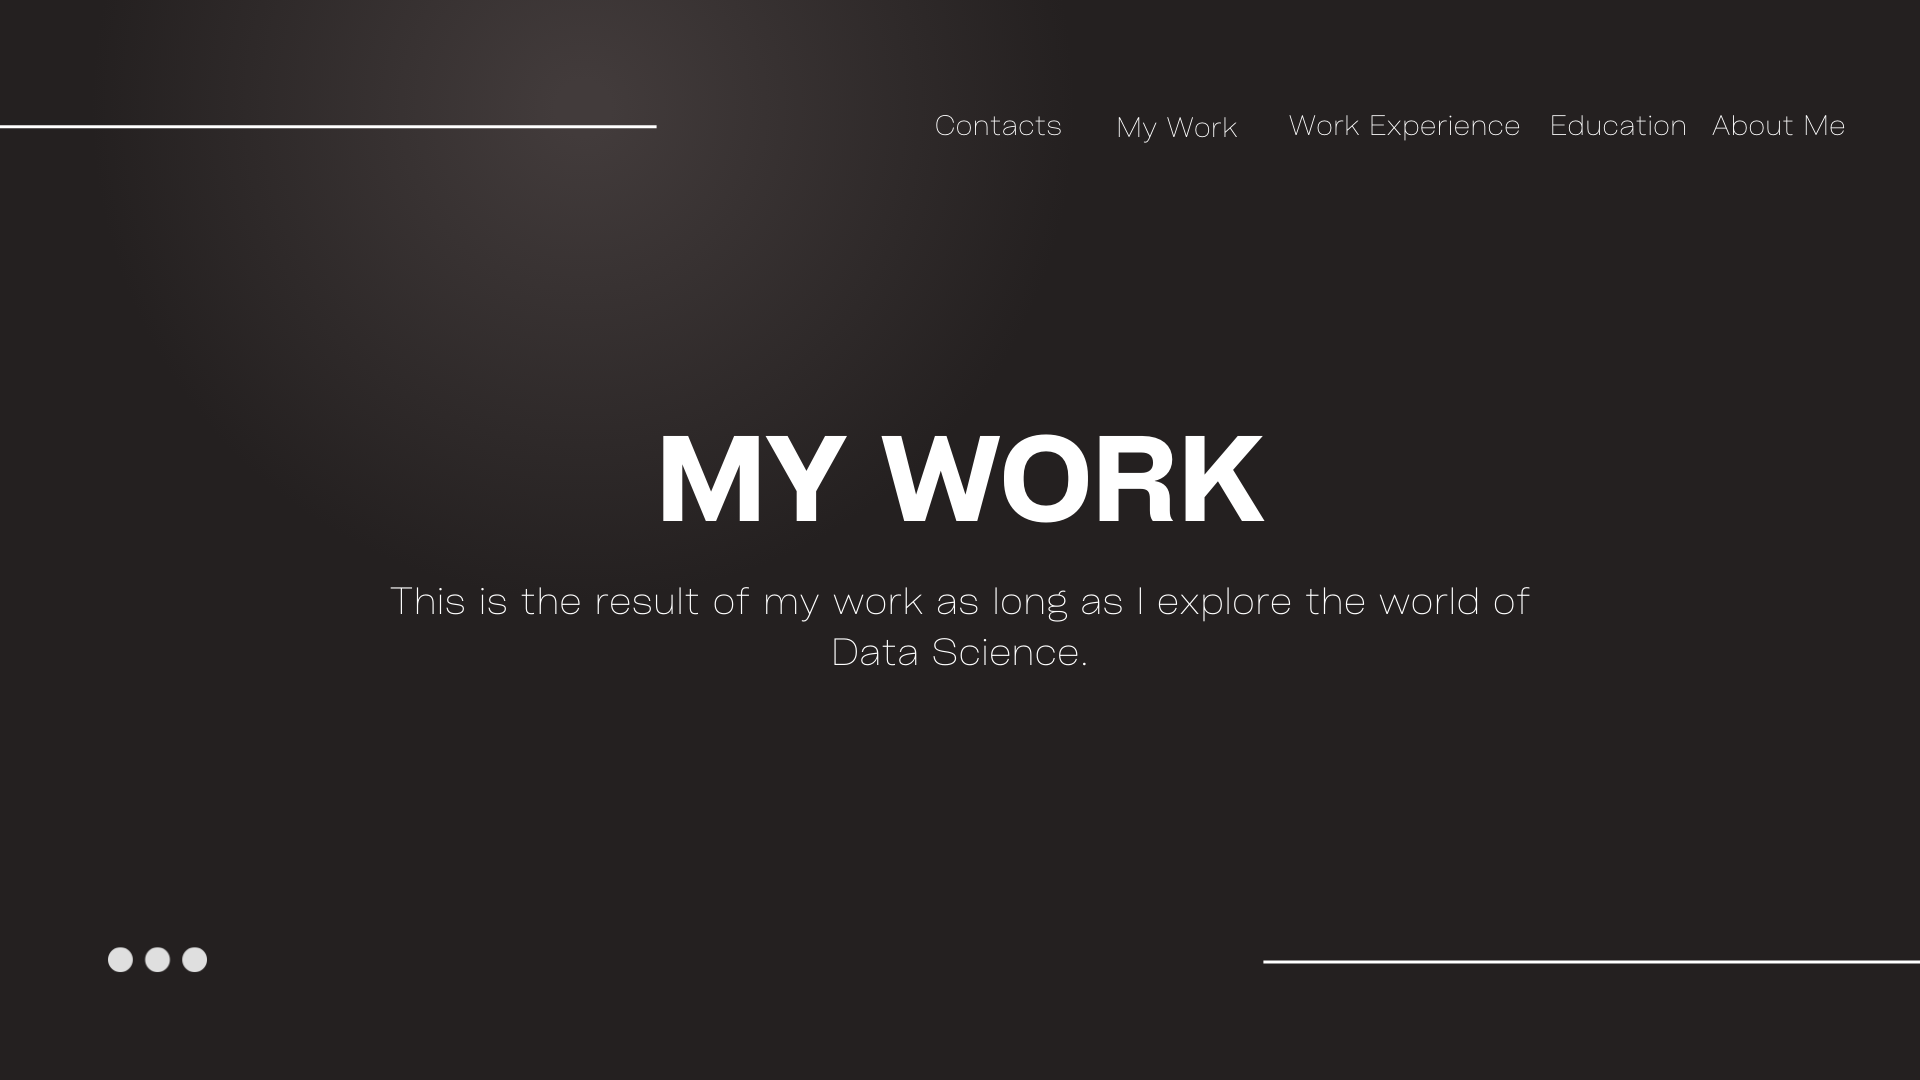 Contacts My Work Work Experience Education About Me
MY WORK
This is the result of my work as long as I explore the world of
Data Science.